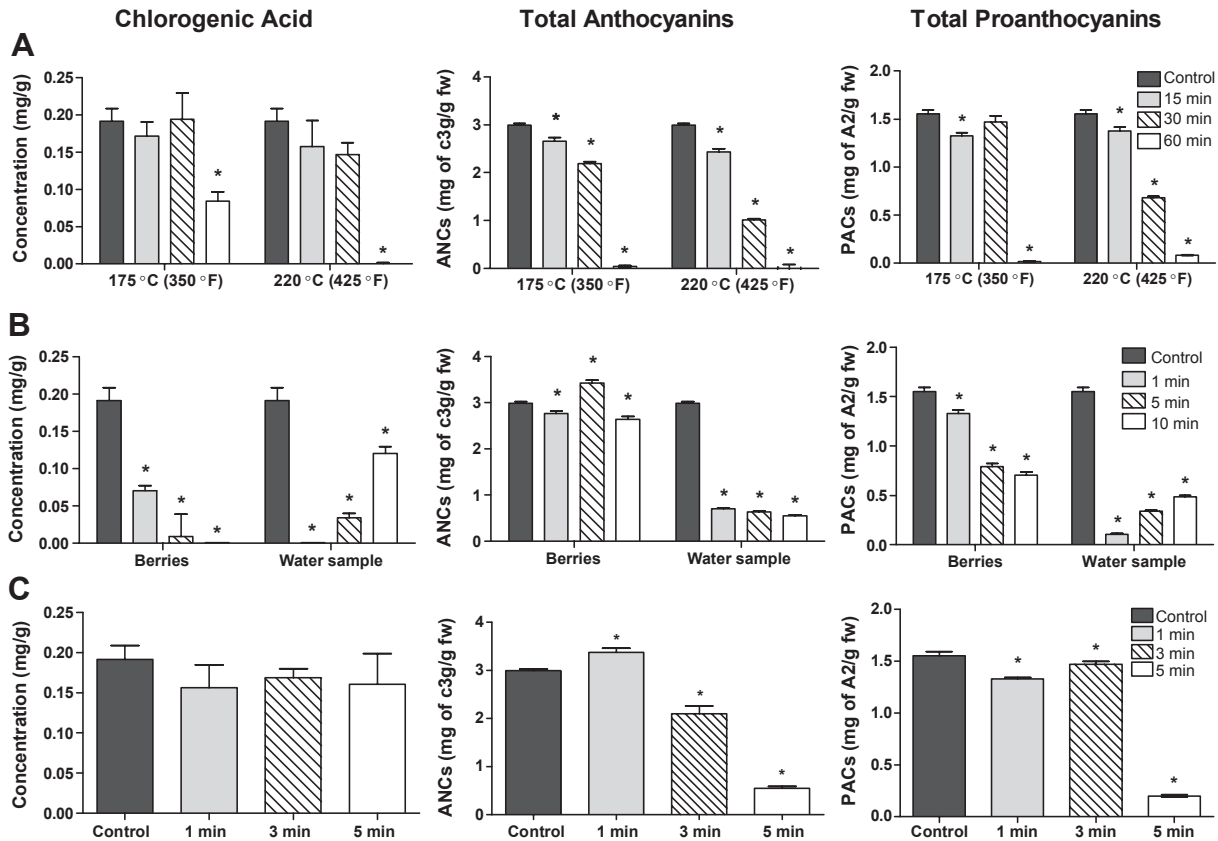 Chlorogenic Acid
Total Anthocyanins
Total Proanthocyanins
A
Concentration (mg/g)
0.25
0.20
0.15
0.10
0.05
0.00
*
*
175 °C (350 °F)
220 °C (425 °F)
ANCs (mg of c3g/g fw)
4
3
2
1
0
*
*
*
*
*
*
175 °C (350 °F)
220 °C (425 °F)
PACs (mg of A2/g fw)
2.0
1.5
1.0
0.5
0.0
*
*
*
*
*
175 °C (350 °F)
220 °C (425 °F)
Control
15 min
30 min
60 min
B
Concentration (mg/g)
0.25
0.20
0.15
0.10
0.05
0.00
*
*
*
*
*
*
Berries
Water sample
ANCs (mg of c3g/g fw)
4
3
2
1
0
*
*
*
*
*
*
Berries
Water sample
PACs (mg of A2/g fw)
2.0
1.5
1.0
0.5
0.0
*
*
*
*
*
*
Berries
Water sample
Control
1 min
5 min
10 min
C
Concentration (mg/g)
0.25
0.20
0.15
0.10
0.05
0.00
Control
1 min
3 min
5 min
ANCs (mg of c3g/g fw)
4
3
2
1
0
*
*
*
Control
1 min
3 min
5 min
PACs (mg of A2/g fw)
2.0
1.5
1.0
0.5
0.0
*
*
*
Control
1 min
3 min
5 min
Control
1 min
3 min
5 min